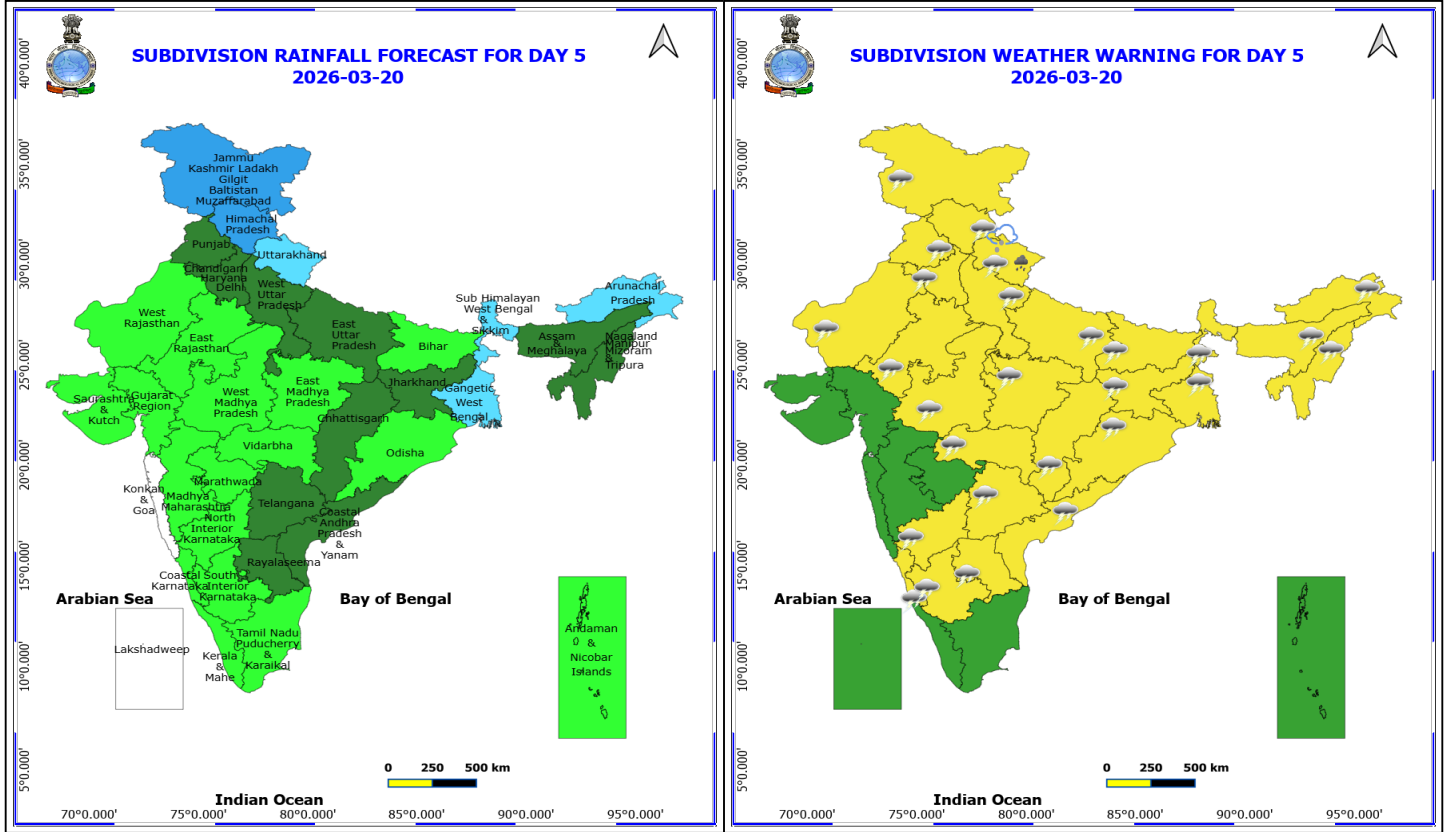 SUBDIVISION RAINFALL FORECAST FOR DAY 5
2026-03-20
40°0.000'
35°0.000'
30°0.000'
25°0.000'
20°0.000'
15°0.000'
10°0.000'
5°0.000'
Jammu
Kashmir Ladakh
Gilgit
Baltistan
Muzaffarabad
Himachal
Pradesh
Punjab
Uttarakhand
Chandigarh
Haryana
Delhi
West
Uttar
Pradesh
Arunachal
Pradesh
Sub Himalayan
West Bengal
&
Sikkim
West
Rajasthan
East
Rajasthan
East
Uttar
Pradesh
Bihar
Assam
&
Meghalaya
Nagaland
Manipur
Mizoram
&
Tripura
Saurashtra
&
Kutch
Gujarat
Region
West
Madhya
Pradesh
East
Madhya
Pradesh
Jharkhand
Gangetic
West
Bengal
Chhattisgarh
Vidarbha
Odisha
Konkan
&
Goa
Marathwada
Madhya
Maharashtra
North
Interior
Karnataka
Telangana
Coastal
Andhra
Pradesh
&
Yanam
Rayalaseema
Coastal
Karnataka
South
Interior
Karnataka
Arabian Sea
Bay of Bengal
Lakshadweep
Kerala
&
Mahe
Tamil Nadu
Puducherry
&
Karaikal
Andaman
&
Nicobar
Islands
0 250 500 km
Indian Ocean
70°0.000' 75°0.000' 80°0.000' 85°0.000' 90°0.000' 95°0.000'
SUBDIVISION WEATHER WARNING FOR DAY 5
2026-03-20
40°0.000'
35°0.000'
30°0.000'
25°0.000'
20°0.000'
15°0.000'
10°0.000'
5°0.000'
Arabian Sea
Bay of Bengal
0 250 500 km
Indian Ocean
70°0.000' 75°0.000' 80°0.000' 85°0.000' 90°0.000' 95°0.000'